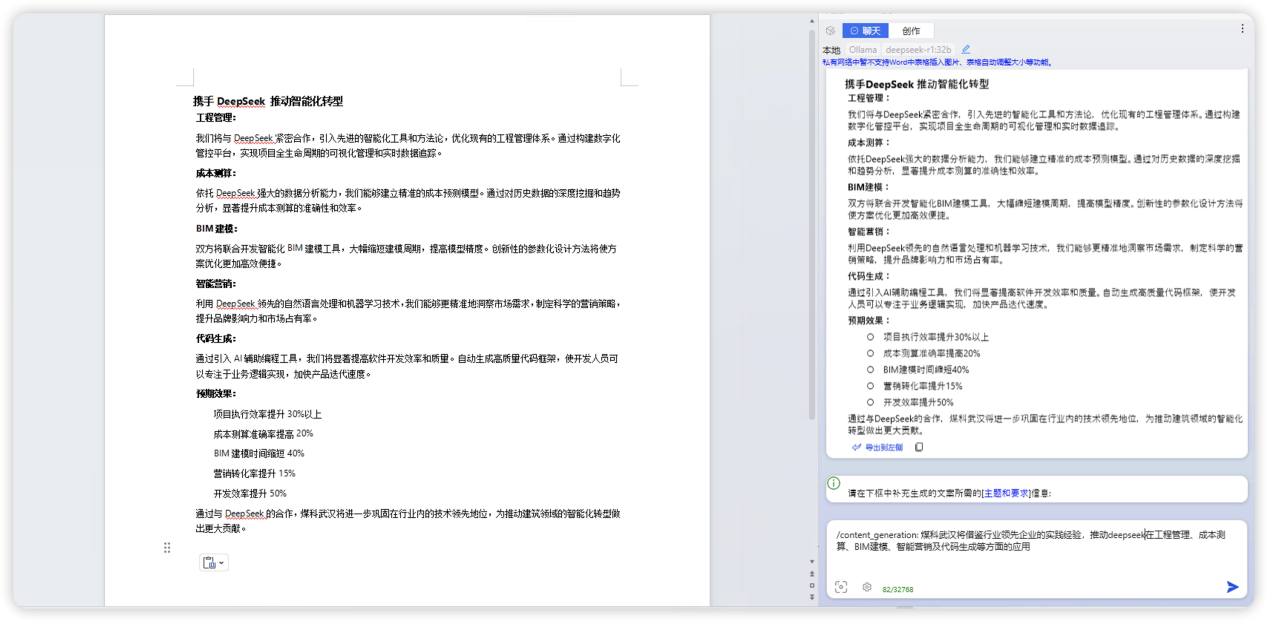 携手 DeepSeek 推动智能化转型
工程管理：
我们将与 DeepSeek 紧密合作，引入先进的智能化工具和方法论，优化现有的工程管理体系。通过构建数字化
管控平台，实现项目全生命周期的可视化管理和实时数据追踪。
成本测算：
依托 DeepSeek 强大的数据分析能力，我们能够建立精准的成本预测模型。通过对历史数据的深度挖掘和趋势
分析，显著提升成本测算的准确性和效率。
BIM 建模：
双方将联合开发智能化 BIM 建模工具，大幅缩短建模周期，提高模型精度。创新性的参数化设计方法将使方
案优化更加高效便捷。
智能营销：
利用 DeepSeek 领先的自然语言处理和机器学习技术，我们能够更精准地洞察市场需求，制定科学的营销策略，
提升品牌影响力和市场占有率。
代码生成：
通过引入 AI 辅助编程工具，我们将显著提高软件开发效率和质量。自动生成高质量代码框架，使开发人员可
以专注于业务逻辑实现，加快产品迭代速度。
预期效果：
项目执行效率提升 30%以上
成本测算准确率提高 20%
BIM 建模时间缩短 40%
营销转化率提升 15%
开发效率提升 50%
通过与 DeepSeek 的合作，煤科武汉将进一步巩固在行业内的技术领先地位，为推动建筑领域的智能化转型做
出更大贡献。
聊天 创作
本地 Ollama deepseek-r1:32b
私有网络中暂不支持Word中表格插入图片、表格自动调整大小等功能。
携手DeepSeek 推动智能化转型
工程管理：
我们将与DeepSeek紧密合作，引入先进的智能化工具和方法论，优化现有的工程管理体系。通过构建
数字化管控平台，实现项目全生命周期的可视化管理和实时数据追踪。
成本测算：
依托DeepSeek强大的数据分析能力，我们能够建立精准的成本预测模型。通过对历史数据的深度挖掘
和趋势分析，显著提升成本测算的准确性和效率。
BIM建模：
双方将联合开发智能化BIM建模工具，大幅缩短建模周期，提高模型精度。创新性的参数化设计方法将
使方案优化更加高效便捷。
智能营销：
利用DeepSeek领先的自然语言处理和机器学习技术，我们能够更精准地洞察市场需求，制定科学的营
销策略，提升品牌影响力和市场占有率。
代码生成：
通过引入AI辅助编程工具，我们将显著提高软件开发效率和质量。自动生成高质量代码框架，使开发
人员可以专注于业务逻辑实现，加快产品迭代速度。
预期效果：
项目执行效率提升30%以上
成本测算准确率提高20%
BIM建模时间缩短40%
营销转化率提升15%
开发效率提升50%
通过与DeepSeek的合作，煤科武汉将进一步巩固在行业内的技术领先地位，为推动建筑领域的智能化
转型做出更大贡献。
导出到左侧
请在下框中补充生成的文案所需的[主题和要求]信息:
/content_generation: 煤科武汉将借鉴行业领先企业的实践经验，推动deepseek在工程管理、成本测
算、BIM建模、智能营销及代码生成等方面的应用
82/32768